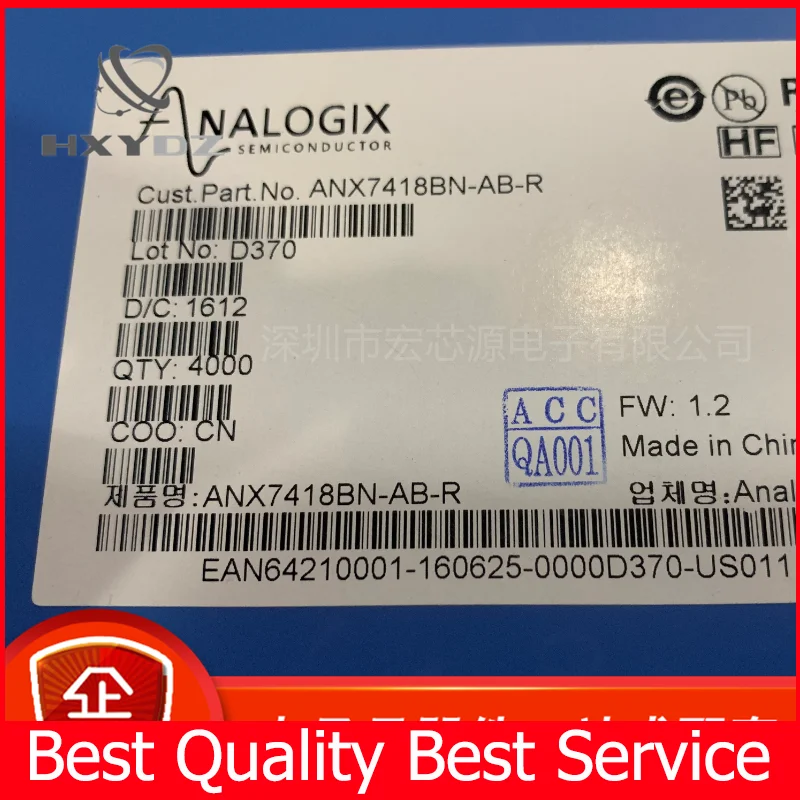 ANALOGIX
SEMICONDUCTOR
HXYDZ
Pb
HF
Cust.Part.No. ANX7418BN-AB-R
Lot No: D370
D/C: 1612
深圳市宏芯源电子有限公司
QTY: 4000
ACC
QA001
FW: 1.2
COO: CN
Made in Chin
제품명:ANX7418BN-AB-R
업체명:Anal
EAN64210001-160625-0000D370-US011
企
Best Quality Best Service